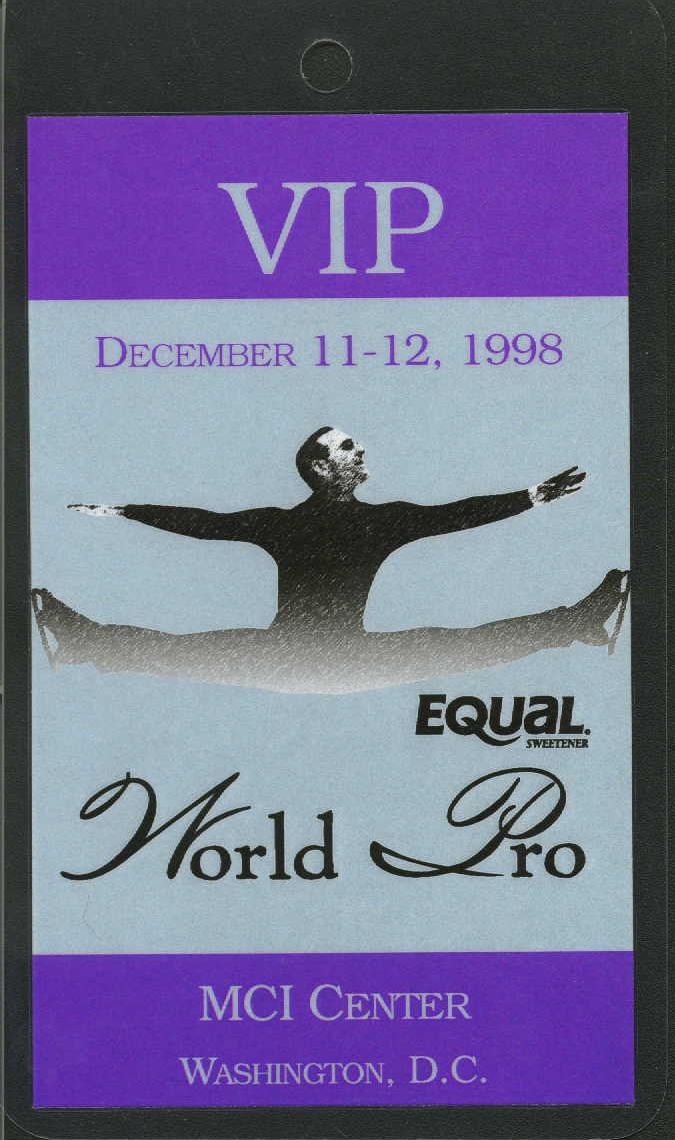 VIP
December 11-12, 1998
EQUAL.
SWEETENER
World Pro
MCI Center
Washington, D.C.